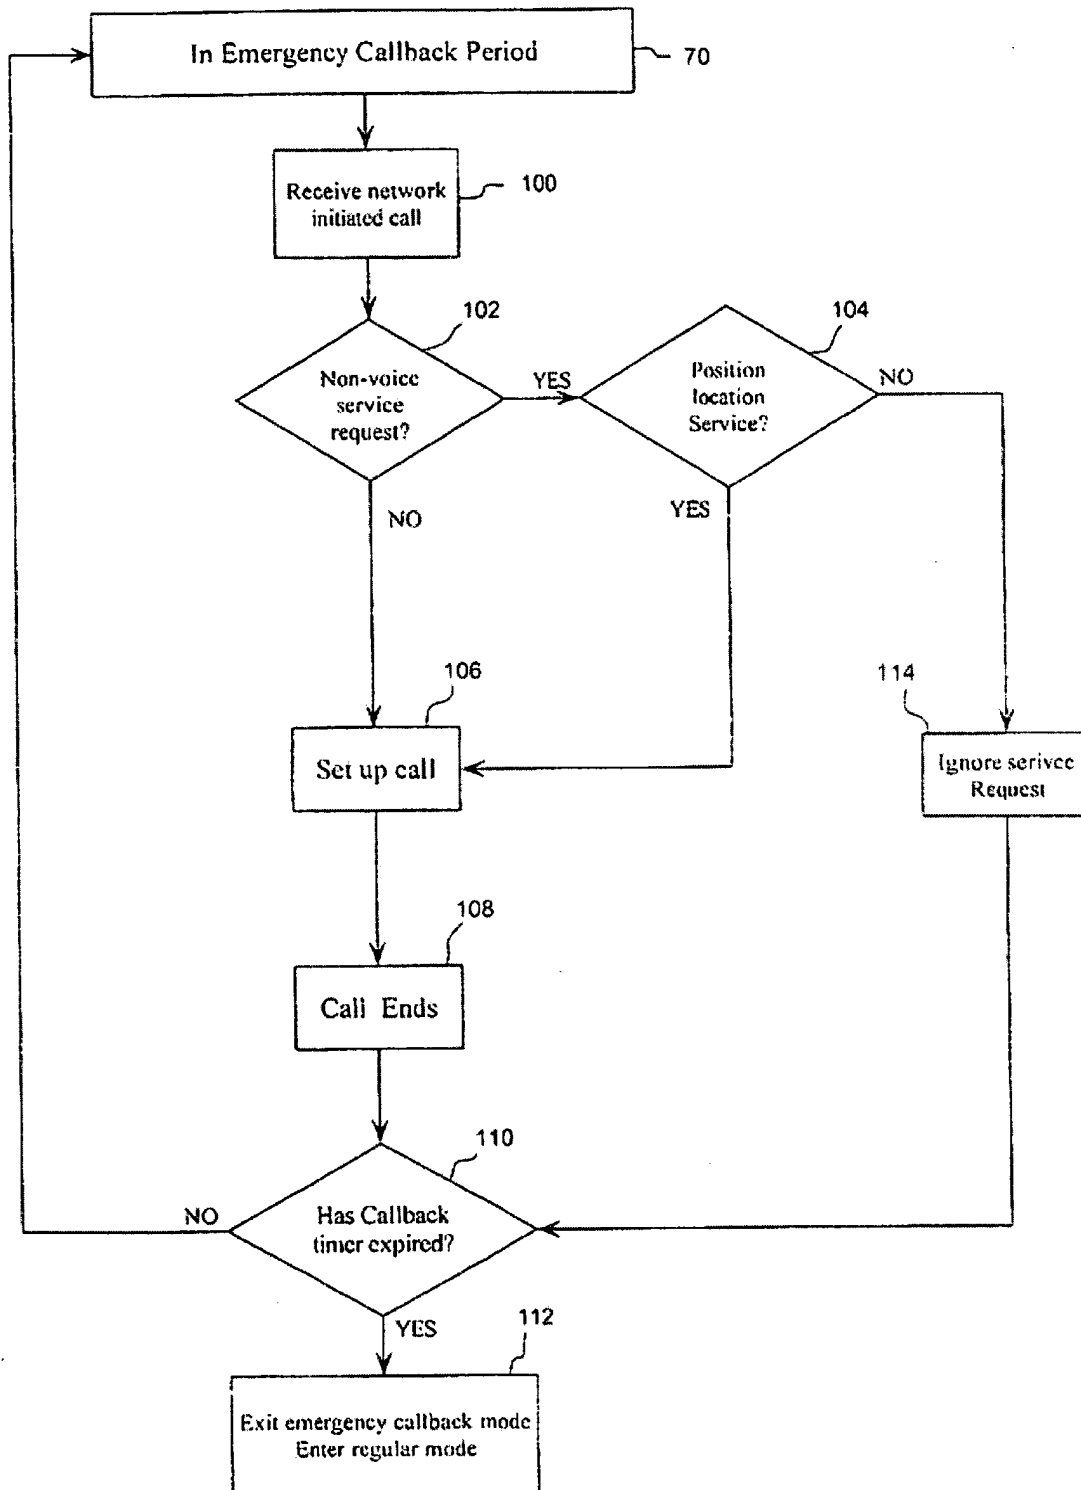 In Emergency Callback Period
70
Receive network
initiated call
100
102
Non-voice
service
request?
YES
NO
104
Position
location
Service?
NO
YES
106
Set up call
114
Ignore serivce
Request
108
Call Ends
110
Has Callback
timer expired?
NO
YES
112
Exit emergency callback mode
Enter regular mode